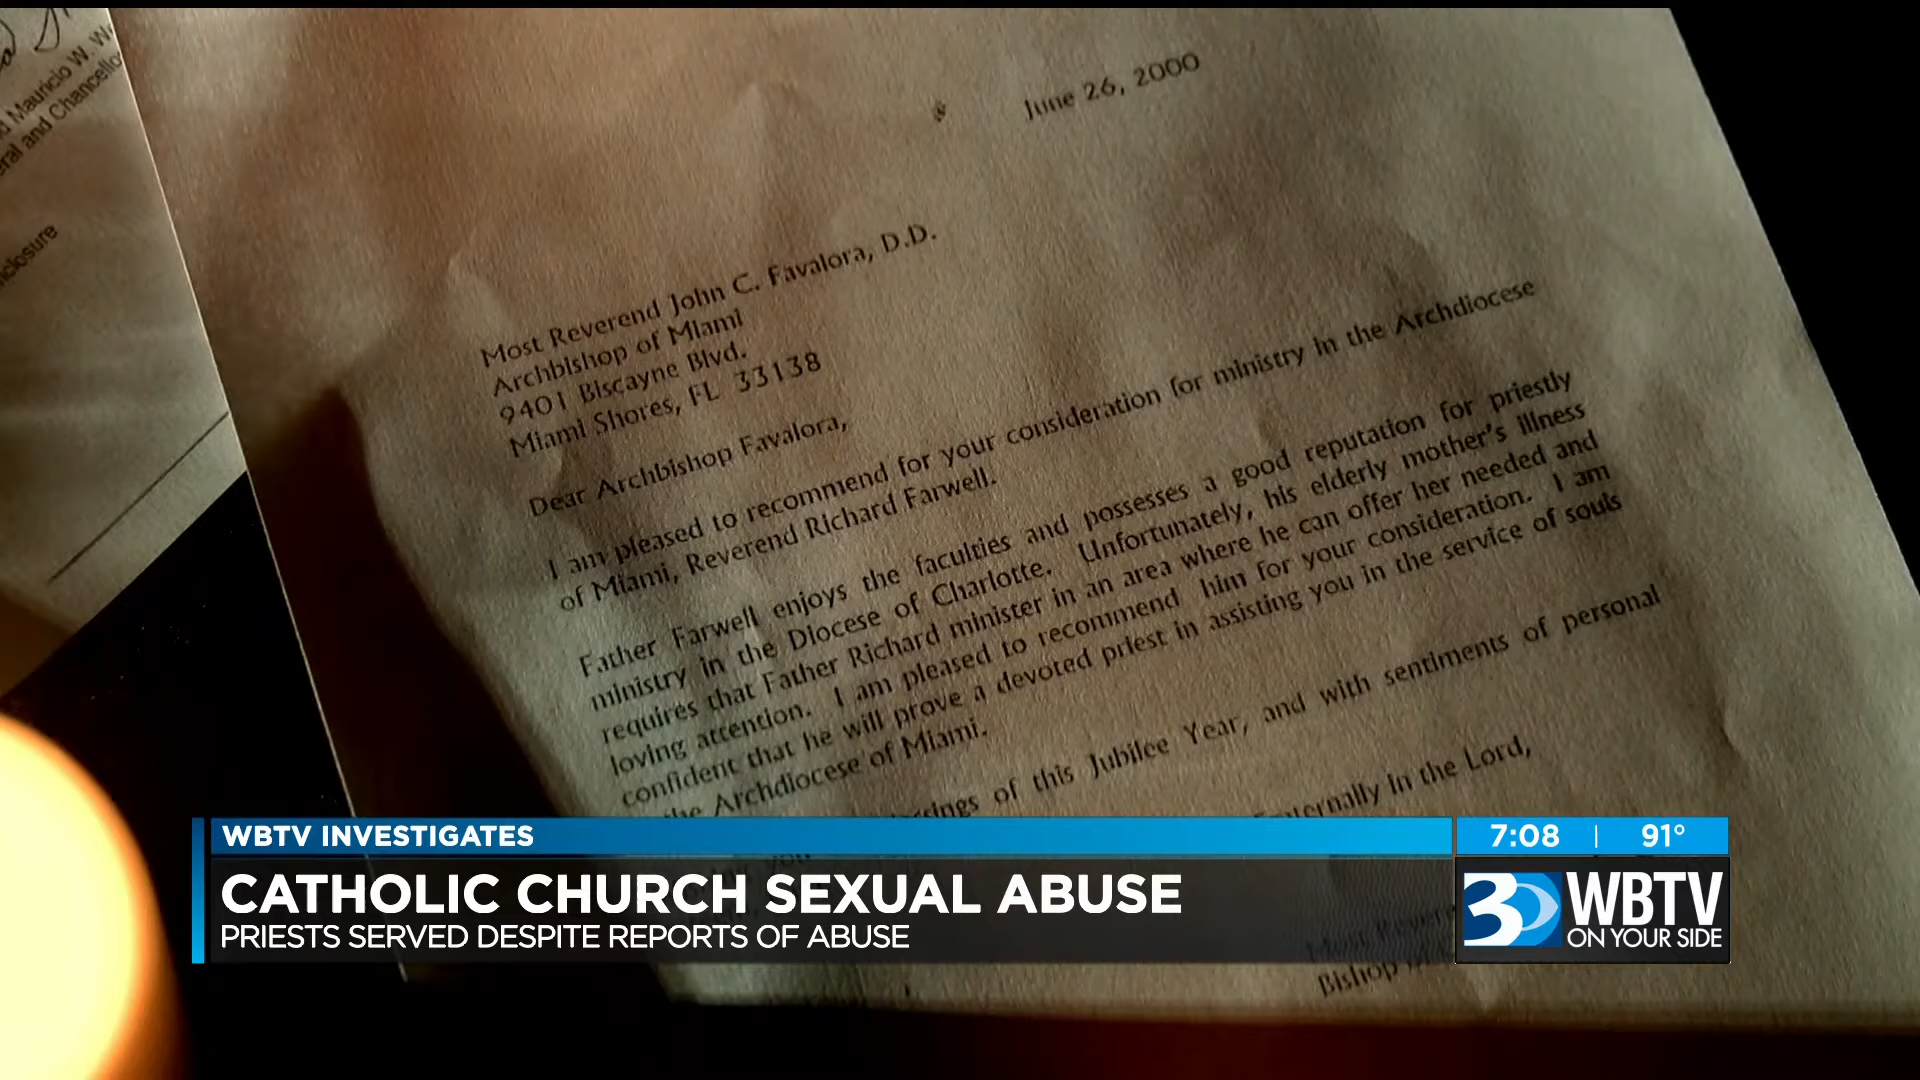 Mauricio W. W
and Chancello
closure
June 26, 2000
Most Reverend John C. Favalora, D.D.
Archbishop of Miami
9401 Biscayne Blvd.
Miami Shores, FL 33138
Dear Archbishop Favalora,
I am pleased to recommend for your consideration for ministry in the Archdiocese
of Miami, Reverend Richard Farwell.
Father Farwell enjoys the faculties and possesses a good reputation for priestly
ministry in the Diocese of Charlotte. Unfortunately, his elderly mother's illness
requires that Father Richard minister in an area where he can offer her needed and
loving attention. I am pleased to recommend him for your consideration. I am
confident that he will prove a devoted priest in assisting you in the service of souls
the Archdiocese of Miami.
of this Jubilee Year, and with sentiments of personal
in the Lord,
Bishop
WBTV INVESTIGATES
CATHOLIC CHURCH SEXUAL ABUSE
PRIESTS SERVED DESPITE REPORTS OF ABUSE
7:08 | 91°
3 WBTV
ON YOUR SIDE